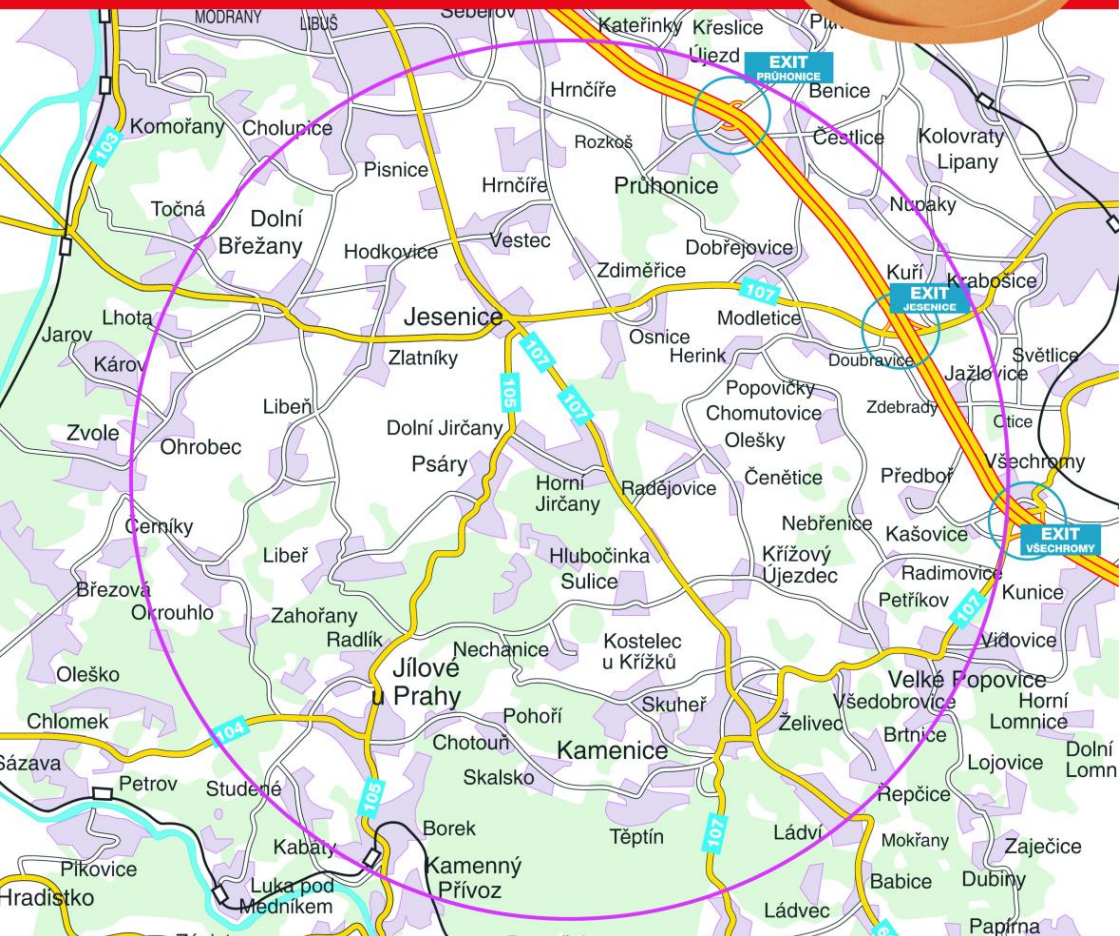 MODŘANY
LIBUŠ
Šeberov
Kateřinky
Křeslice
Újezd
EXIT
PRŮHONICE
Hrnčíře
Benice
103
Komořany
Cholupice
Rozkoš
Čestlice
Kolovraty
Lipany
Pisnice
Hrnčíře
Průhonice
Točná
Dolní
Břežany
Nupaky
Vestec
Hodkovice
Dobřejovice
Zdiměřice
Kuří
Krabošice
107
EXIT
JESENICE
Lhota
Jesenice
Modletice
Jarov
Osnice
107
Károv
Zlatníky
Herink
Doubravice
Světlice
Jažlovice
105
107
Popovičky
Libeň
Chomutovice
Zdebrady
Otice
Zvole
Ohrobec
Dolní Jirčany
Olešky
Psáry
Všechromy
Horní
Jirčany
Radějovice
Čenětice
Předboř
Černíky
Nebřenice
Kašovice
EXIT
VŠECHROMY
Libeř
Hlubočinka
Křížový
Újezdec
Sulice
Radimovice
Březová
Kunice
Okrouhlo
Petříkov
107
Zahořany
Radlík
Nechanice
Kostelec
u Křížků
Vidovice
Oleško
Jílové
u Prahy
Velké Popovice
Skuheř
Všedobrovice
Horní
Lomnice
Chlomek
104
Pohoří
Želivec
Brtnice
Chotouň
Kamenice
Dolní
Lomn
Sázava
Lojovice
Petrov
Studené
Skalsko
105
Řepčice
Borek
Těptín
107
Ládví
Mokřany
Zaječice
Kabáty
Pikovice
Kamenný
Přívoz
Babice
Dubiny
Hradistko
Luka pod
Medníkem
Ládvec
Papírna